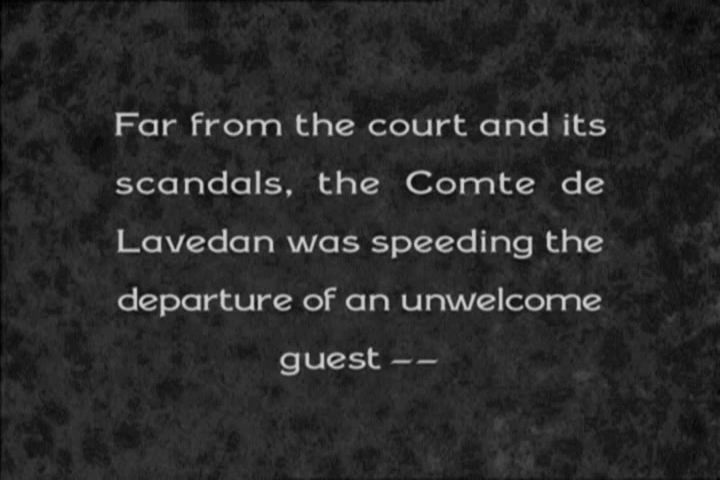 Far from the court and its
scandals, the Comte de
Lavedan was speeding the
departure of an unwelcome
guest --